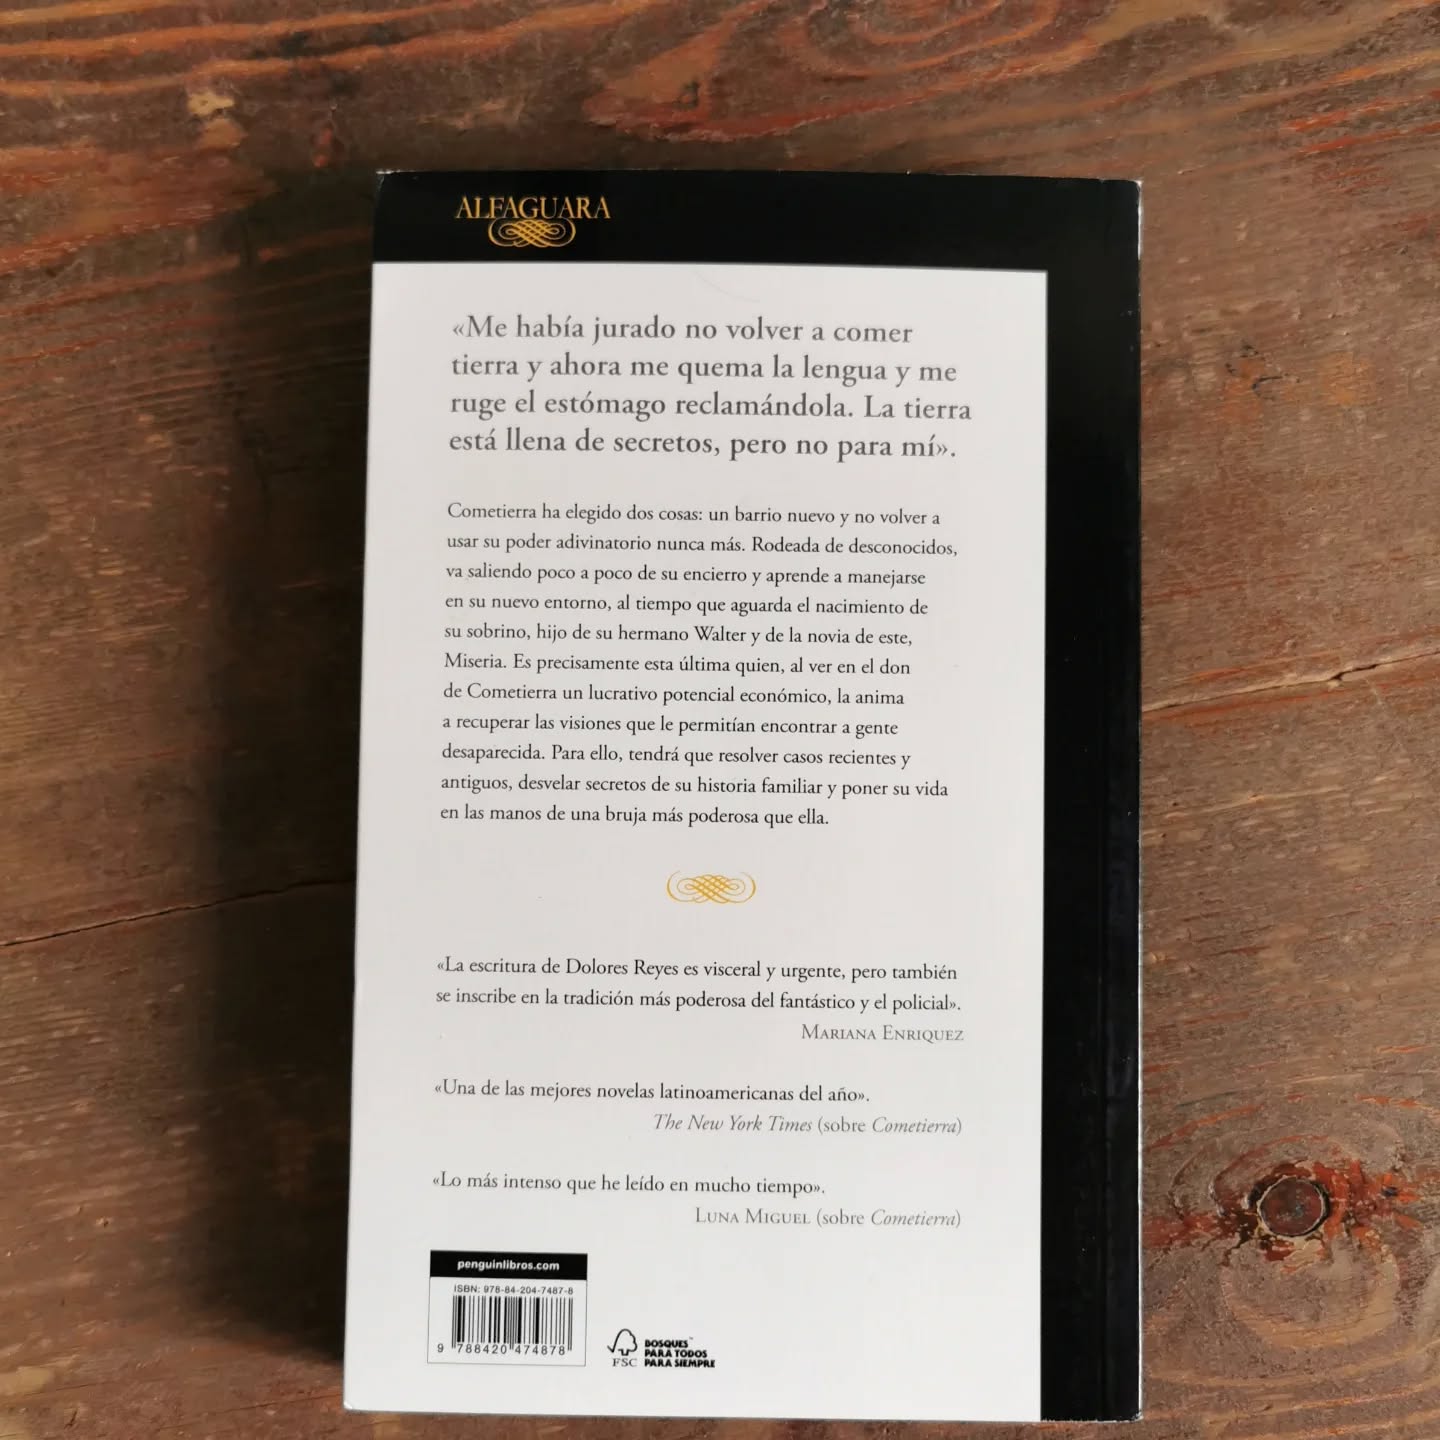 ALFAGUARA
«Me había jurado no volver a comer
tierra y ahora me quema la lengua y me
ruge el estómago reclamándola. La tierra
está llena de secretos, pero no para mí».
Cometierra ha elegido dos cosas: un barrio nuevo y no volver a
usar su poder adivinatorio nunca más. Rodeada de desconocidos,
va saliendo poco a poco de su encierro y aprende a manejarse
en su nuevo entorno, al tiempo que aguarda el nacimiento de
su sobrino, hijo de su hermano Walter y de la novia de este,
Miseria. Es precisamente esta última quien, al ver en el don
de Cometierra un lucrativo potencial económico, la anima
a recuperar las visiones que le permitían encontrar a gente
desaparecida. Para ello, tendrá que resolver casos recientes y
antiguos, desvelar secretos de su historia familiar y poner su vida
en las manos de una bruja más poderosa que ella.
«La escritura de Dolores Reyes es visceral y urgente, pero también
se inscribe en la tradición más poderosa del fantástico y el policial».
MARIANA ENRIQUEZ
«Una de las mejores novelas latinoamericanas del año».
The New York Times (sobre Cometierra)
«Lo más intenso que he leído en mucho tiempo».
LUNA MIGUEL (sobre Cometierra)
penguinlibros.com
ISBN: 978-84-204-7487-8
9 788420 474878
FSC
BOSQUES™
PARA TODOS
PARA SIEMPRE